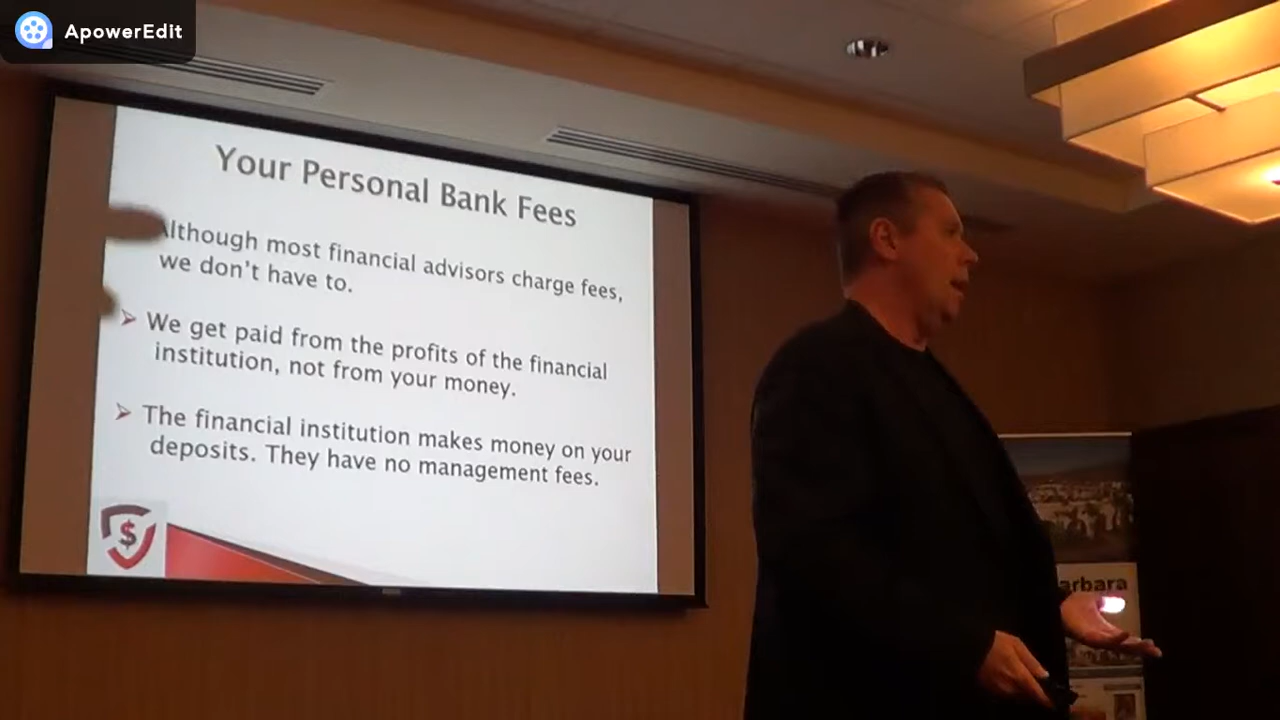 ApowerEdit
Your Personal Bank Fees
Although most financial advisors charge fees,
we don't have to.
➤ We get paid from the profits of the financial
institution, not from your money.
➤ The financial institution makes money on your
deposits. They have no management fees.
$
arbara